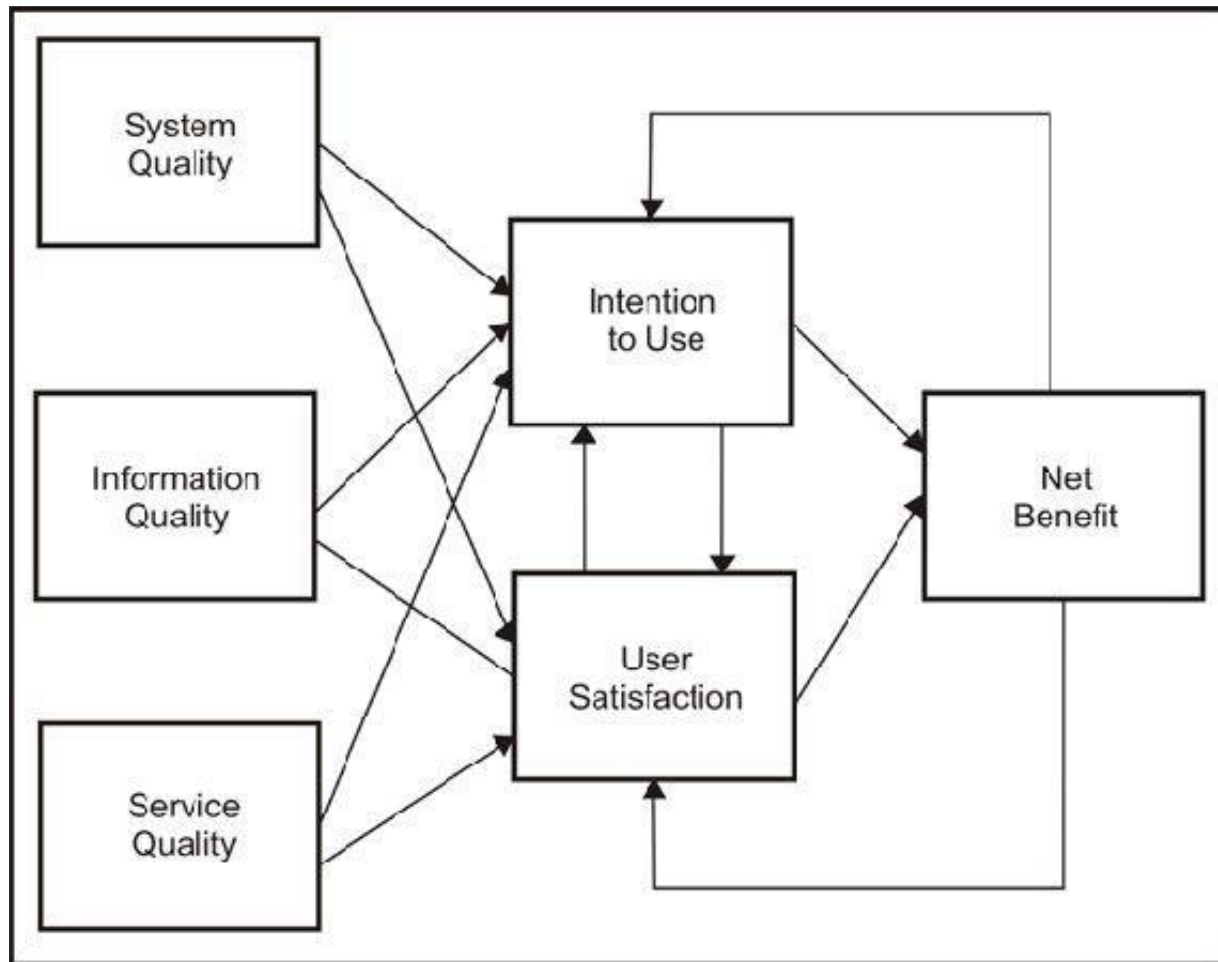 System
Quality
Intention
to Use
Information
Quality
Net
Benefit
User
Satisfaction
Service
Quality